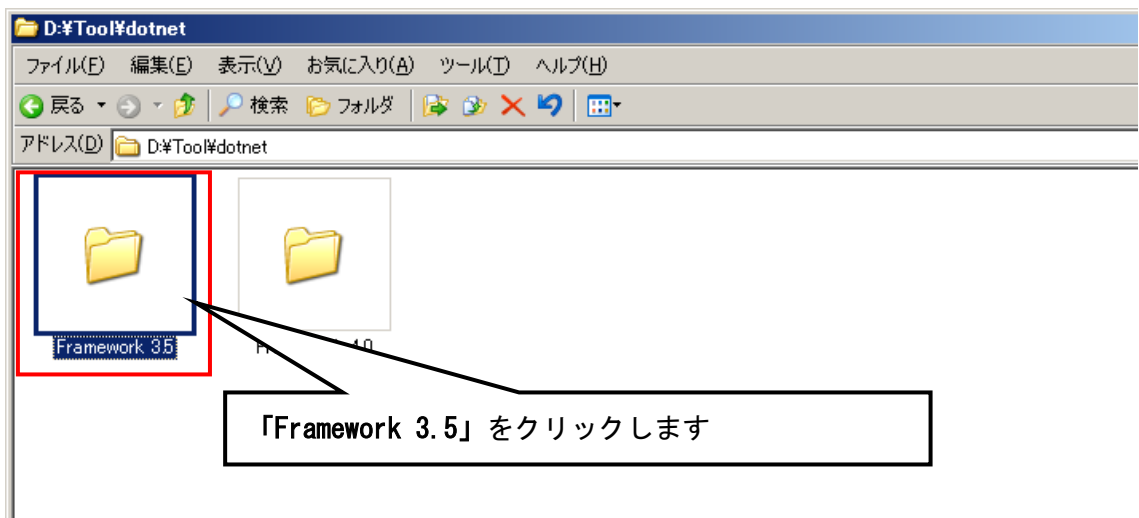 D:¥Tool¥dotnet
ファイル(F) 編集(E) 表示(V) お気に入り(A) ツール(T) ヘルプ(H)
戻る 検索 フォルダ
アドレス(D) D:¥Tool¥dotnet
Framework 3.5
「Framework 3.5」をクリックします